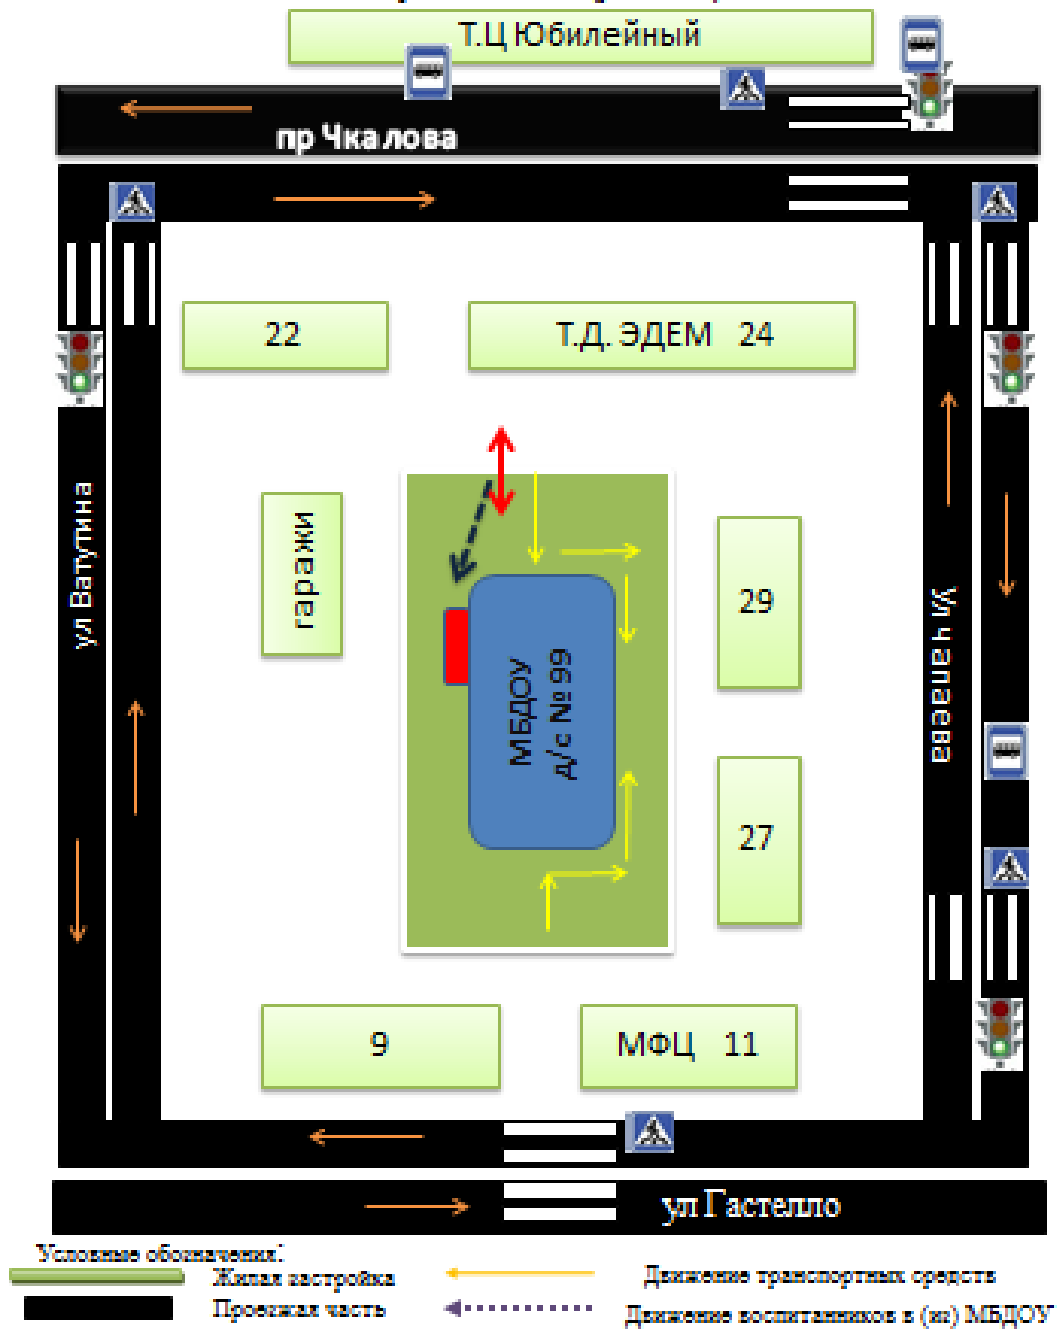 Т.Ц Юбилейный
пр Чкалова
22
Т.Д. ЭДЕМ 24
ул Ватутина
гаражи
МБДОУ
д/с № 99
29
ул чапаева
27
9
МФЦ 11
ул Гастелло
Условные обозначения:
Жилая застройка
Движение транспортных средств
Проезжая часть
Движение воспитанников в (из) МБДОУ